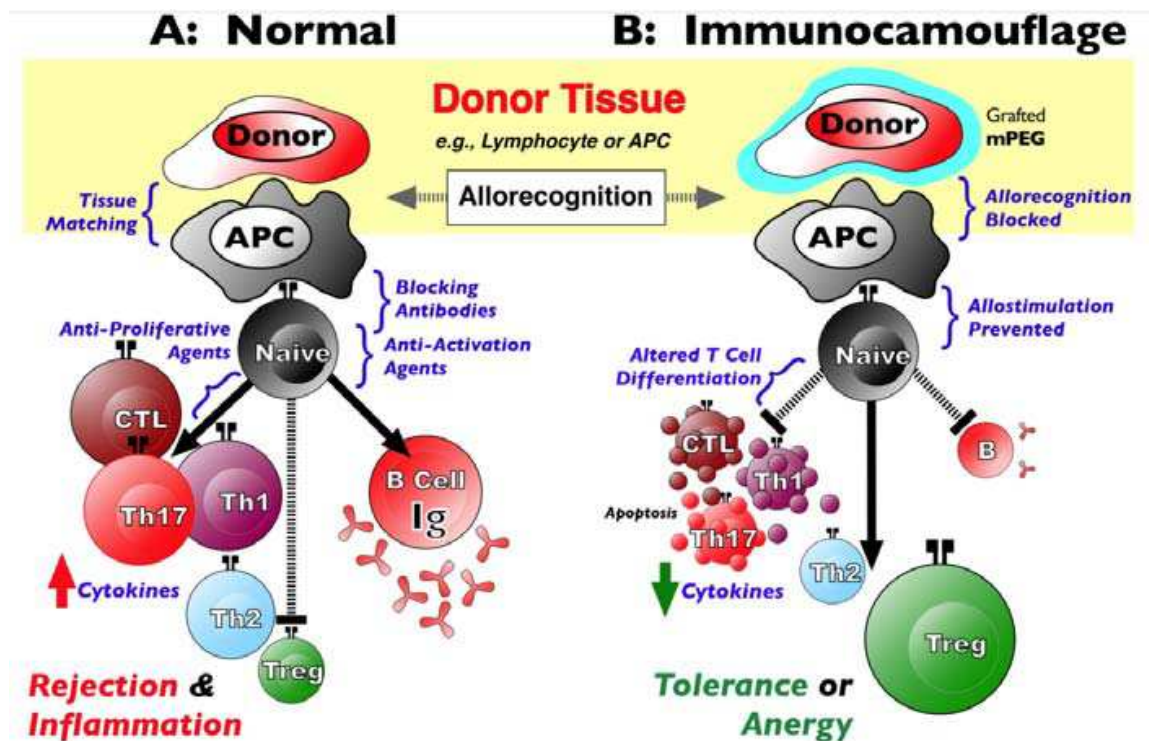 A: Normal
B: Immunocamouflage
Donor Tissue
e.g., Lymphocyte or APC
Allorecognition
Donor
Tissue
Matching
APC
Blocking
Antibodies
Anti-Proliferative
Agents
Naive
Anti-Activation
Agents
CTL
Th17
Th1
B Cell
Ig
Cytokines
Th2
Treg
Rejection &
Inflammation
Donor
Grafted
mPEG
Allorecognition
Blocked
APC
Allostimulation
Prevented
Naive
Altered T Cell
Differentiation
CTL
Th1
B
Apoptosis
Th17
Th2
Cytokines
Treg
Tolerance or
Anergy